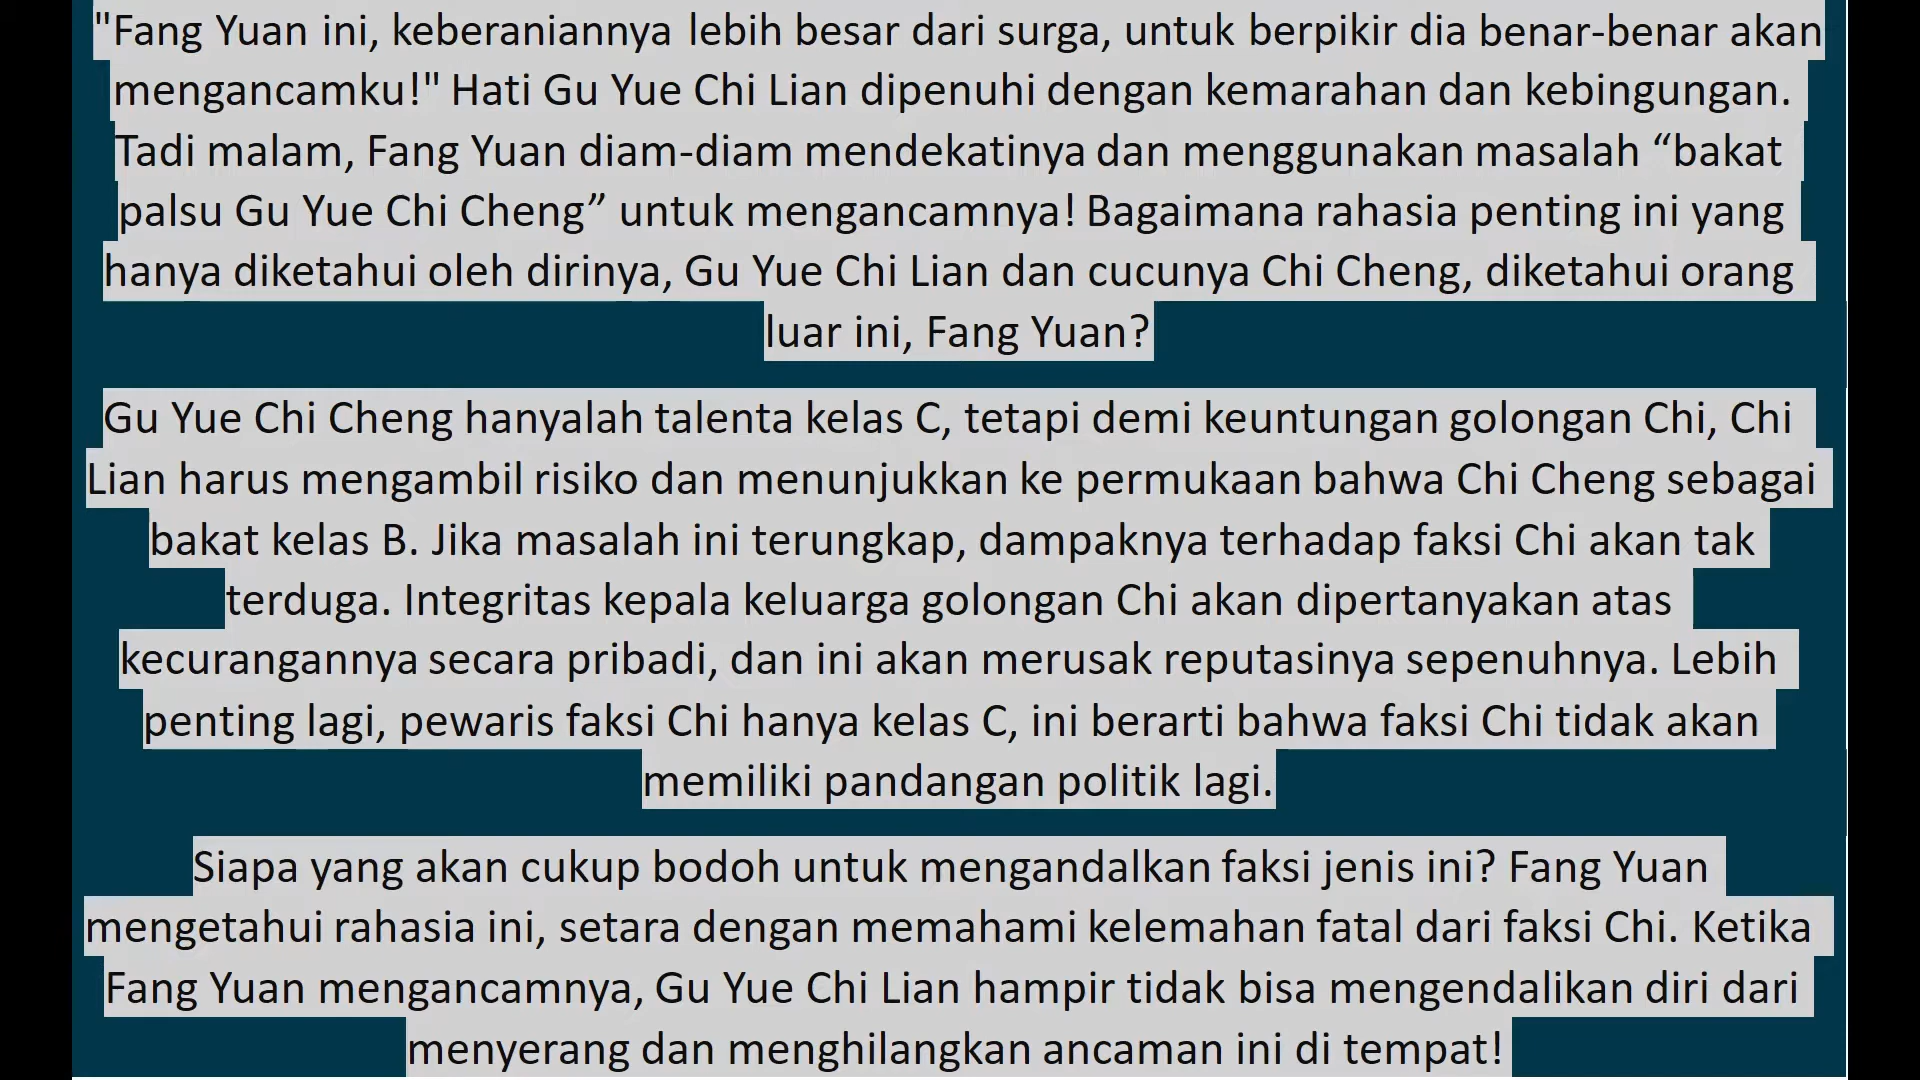 "Fang Yuan ini, keberaniannya lebih besar dari surga, untuk berpikir dia benar-benar akan
mengancamku!" Hati Gu Yue Chi Lian dipenuhi dengan kemarahan dan kebingungan.
Tadi malam, Fang Yuan diam-diam mendekatinya dan menggunakan masalah “bakat
palsu Gu Yue Chi Cheng” untuk mengancamnya! Bagaimana rahasia penting ini yang
hanya diketahui oleh dirinya, Gu Yue Chi Lian dan cucunya Chi Cheng, diketahui orang
luar ini, Fang Yuan?
Gu Yue Chi Cheng hanyalah talenta kelas C, tetapi demi keuntungan golongan Chi, Chi
Lian harus mengambil risiko dan menunjukkan ke permukaan bahwa Chi Cheng sebagai
bakat kelas B. Jika masalah ini terungkap, dampaknya terhadap faksi Chi akan tak
terduga. Integritas kepala keluarga golongan Chi akan dipertanyakan atas
kecurangannya secara pribadi, dan ini akan merusak reputasinya sepenuhnya. Lebih
penting lagi, pewaris faksi Chi hanya kelas C, ini berarti bahwa faksi Chi tidak akan
memiliki pandangan politik lagi.
Siapa yang akan cukup bodoh untuk mengandalkan faksi jenis ini? Fang Yuan
mengetahui rahasia ini, setara dengan memahami kelemahan fatal dari faksi Chi. Ketika
Fang Yuan mengancamnya, Gu Yue Chi Lian hampir tidak bisa mengendalikan diri dari
menyerang dan menghilangkan ancaman ini di tempat!